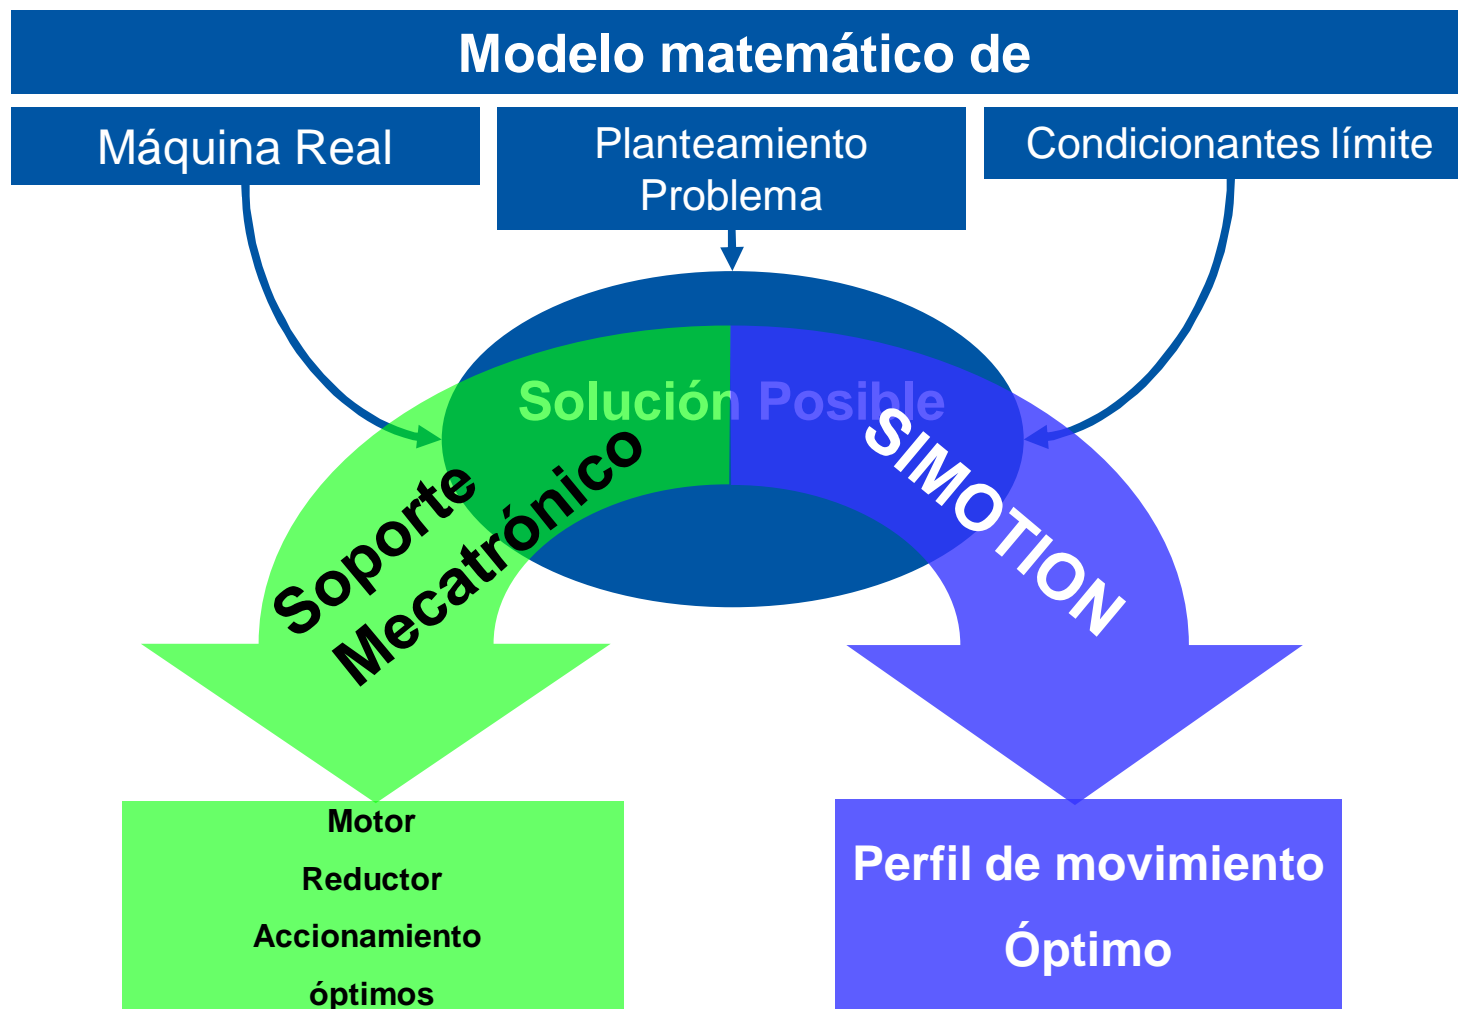 Modelo matemático de
Máquina Real
Planteamiento
Problema
Condicionantes límite
Solución Posible
Soporte
Mecatrónico
SIMOTION
Motor
Reductor
Accionamiento
óptimos
Perfil de movimiento
Óptimo